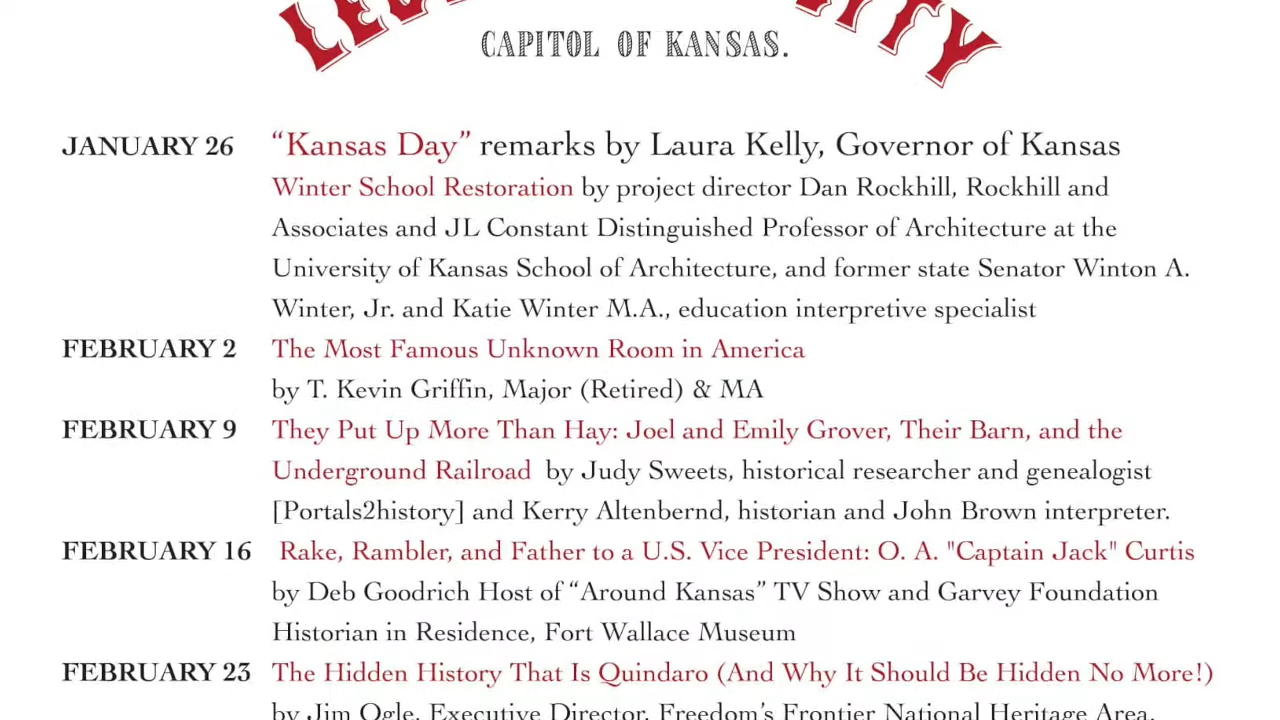 CAPITOL OF KANSAS.
JANUARY 26 “Kansas Day” remarks by Laura Kelly, Governor of Kansas
Winter School Restoration by project director Dan Rockhill, Rockhill and
Associates and JL Constant Distinguished Professor of Architecture at the
University of Kansas School of Architecture, and former state Senator Winton A.
Winter, Jr. and Katie Winter M.A., education interpretive specialist
FEBRUARY 2 The Most Famous Unknown Room in America
by T. Kevin Griffin, Major (Retired) & MA
FEBRUARY 9 They Put Up More Than Hay: Joel and Emily Grover, Their Barn, and the
Underground Railroad by Judy Sweets, historical researcher and genealogist
[Portals2history] and Kerry Altenbernd, historian and John Brown interpreter.
FEBRUARY 16 Rake, Rambler, and Father to a U.S. Vice President: O. A. "Captain Jack" Curtis
by Deb Goodrich Host of “Around Kansas” TV Show and Garvey Foundation
Historian in Residence, Fort Wallace Museum
FEBRUARY 23 The Hidden History That Is Quindaro (And Why It Should Be Hidden No More!)
by Jim Ogle, Executive Director, Freedom’s Frontier National Heritage Area.